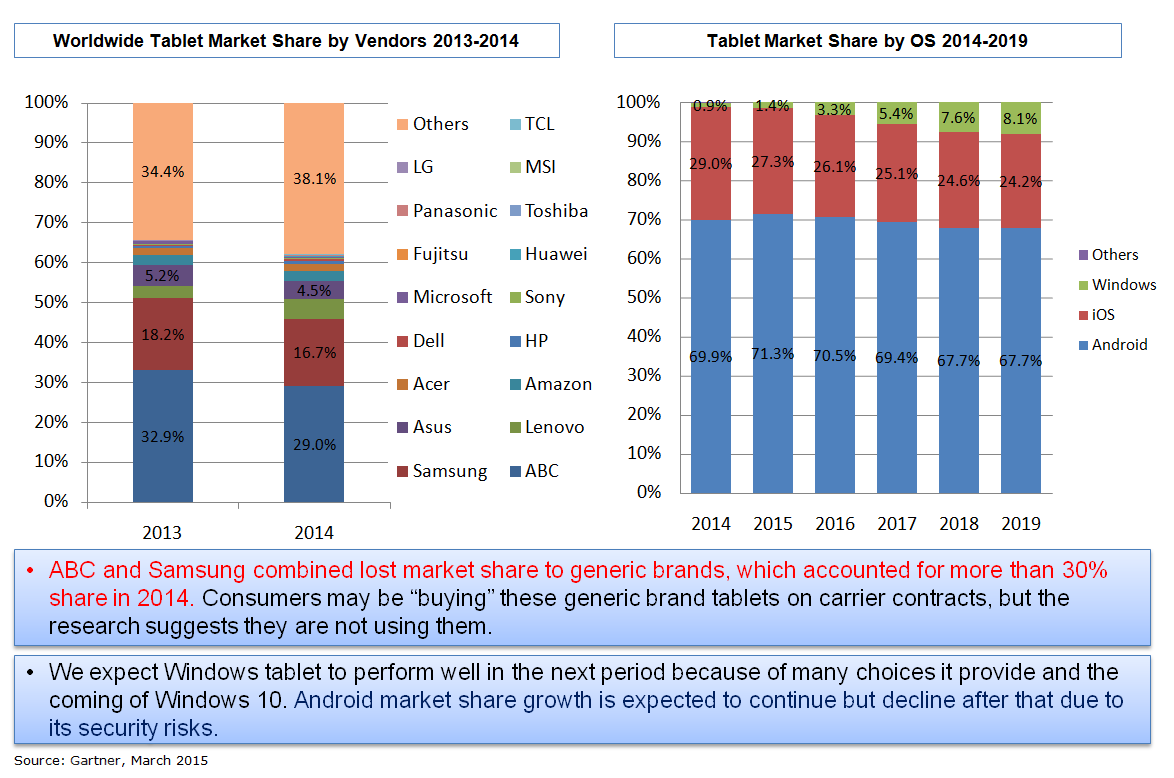 Worldwide Tablet Market Share by Vendors 2013-2014
100%
90%
80%
70%
60%
50%
40%
30%
20%
10%
0%
34.4%
5.2%
18.2%
32.9%
38.1%
4.5%
16.7%
29.0%
2013
2014
Others
TCL
LG
MSI
Panasonic
Toshiba
Fujitsu
Huawei
Microsoft
Sony
Dell
HP
Acer
Amazon
Asus
Lenovo
Samsung
ABC
Tablet Market Share by OS 2014-2019
100%
90%
80%
70%
60%
50%
40%
30%
20%
10%
0%
0.9%
1.4%
3.3%
5.4%
7.6%
8.1%
29.0%
27.3%
26.1%
25.1%
24.6%
24.2%
69.9%
71.3%
70.5%
69.4%
67.7%
67.7%
2014
2015
2016
2017
2018
2019
Others
Windows
iOS
Android
• ABC and Samsung combined lost market share to generic brands, which accounted for more than 30%
share in 2014. Consumers may be “buying” these generic brand tablets on carrier contracts, but the
research suggests they are not using them.
• We expect Windows tablet to perform well in the next period because of many choices it provide and the
coming of Windows 10. Android market share growth is expected to continue but decline after that due to
its security risks.
Source: Gartner, March 2015